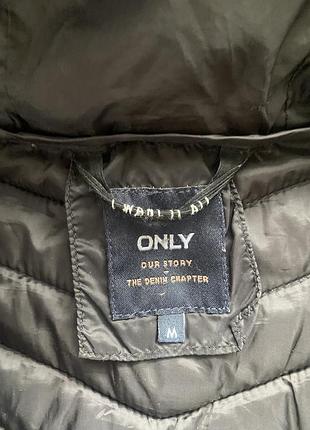 I WANT IT ALL
ONLY
OUR STORY
THE DENIM CHAPTER
M